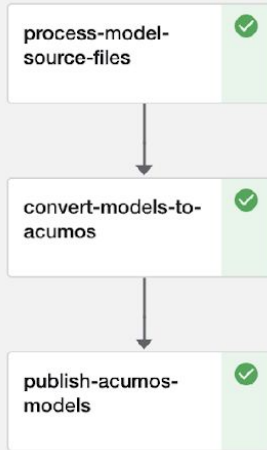 process-model-
source-files
convert-models-to-
acumos
publish-acumos-
models